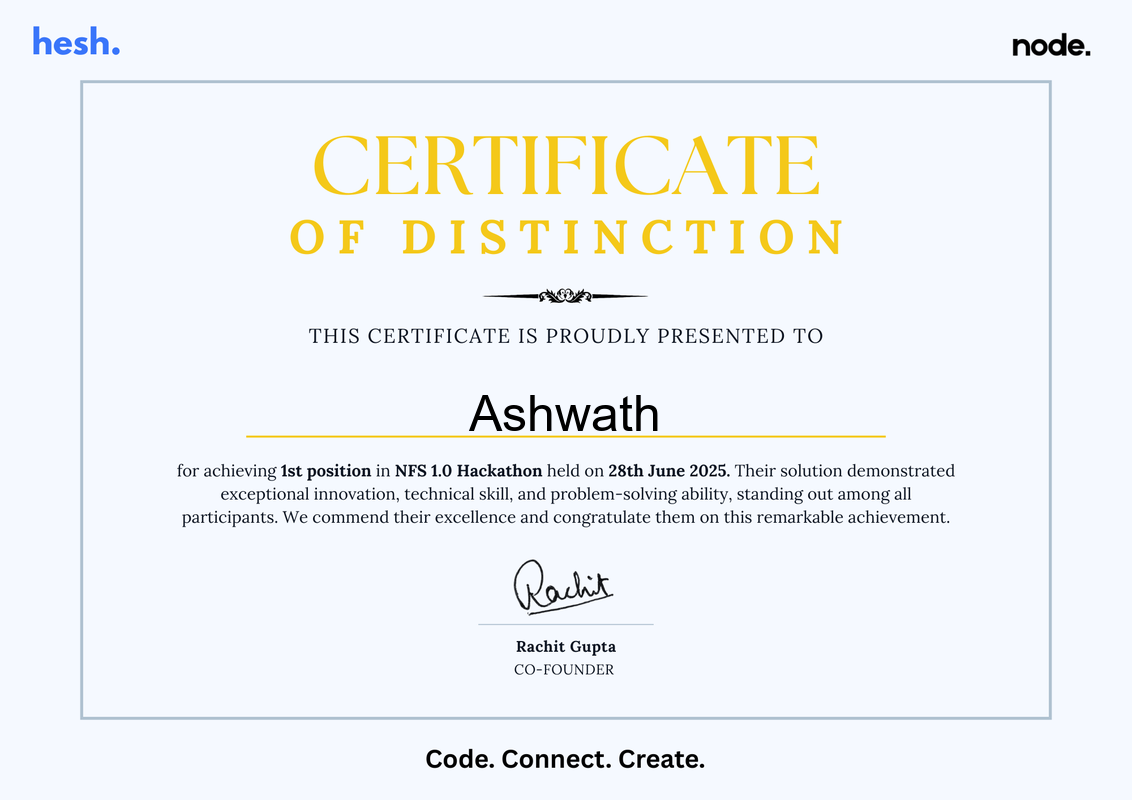 hesh.
node.
CERTIFICATE
OF DISTINCTION
THIS CERTIFICATE IS PROUDLY PRESENTED TO
Ashwath
for achieving 1st position in NFS 1.0 Hackathon held on 28th June 2025. Their solution demonstrated
exceptional innovation, technical skill, and problem-solving ability, standing out among all
participants. We commend their excellence and congratulate them on this remarkable achievement.
Rachit
Rachit Gupta
CO-FOUNDER
Code. Connect. Create.